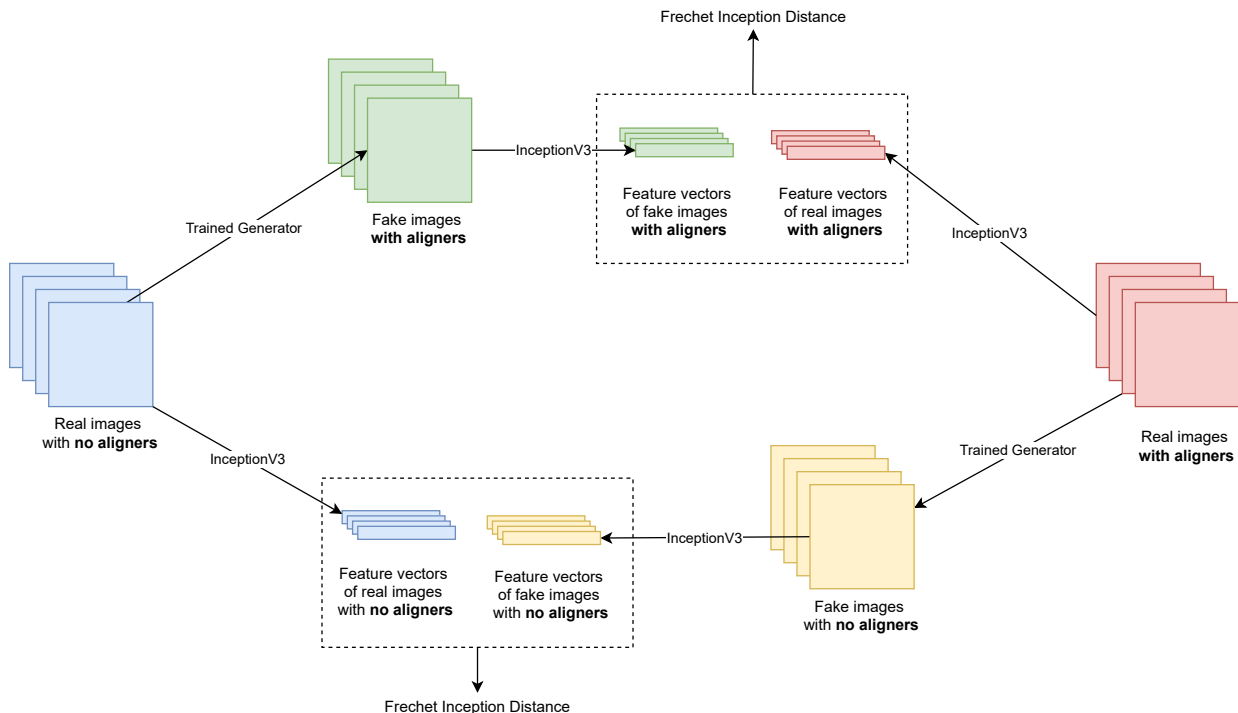 Frechet Inception Distance
InceptionV3
Feature vectors
of fake images
with aligners
Feature vectors
of real images
with aligners
Fake images
with aligners
Trained Generator
InceptionV3
Real images
with no aligners
Real images
with aligners
InceptionV3
Trained Generator
InceptionV3
Feature vectors
of real images
with no aligners
Feature vectors
of fake images
with no aligners
Fake images
with no aligners
Frechet Inception Distance